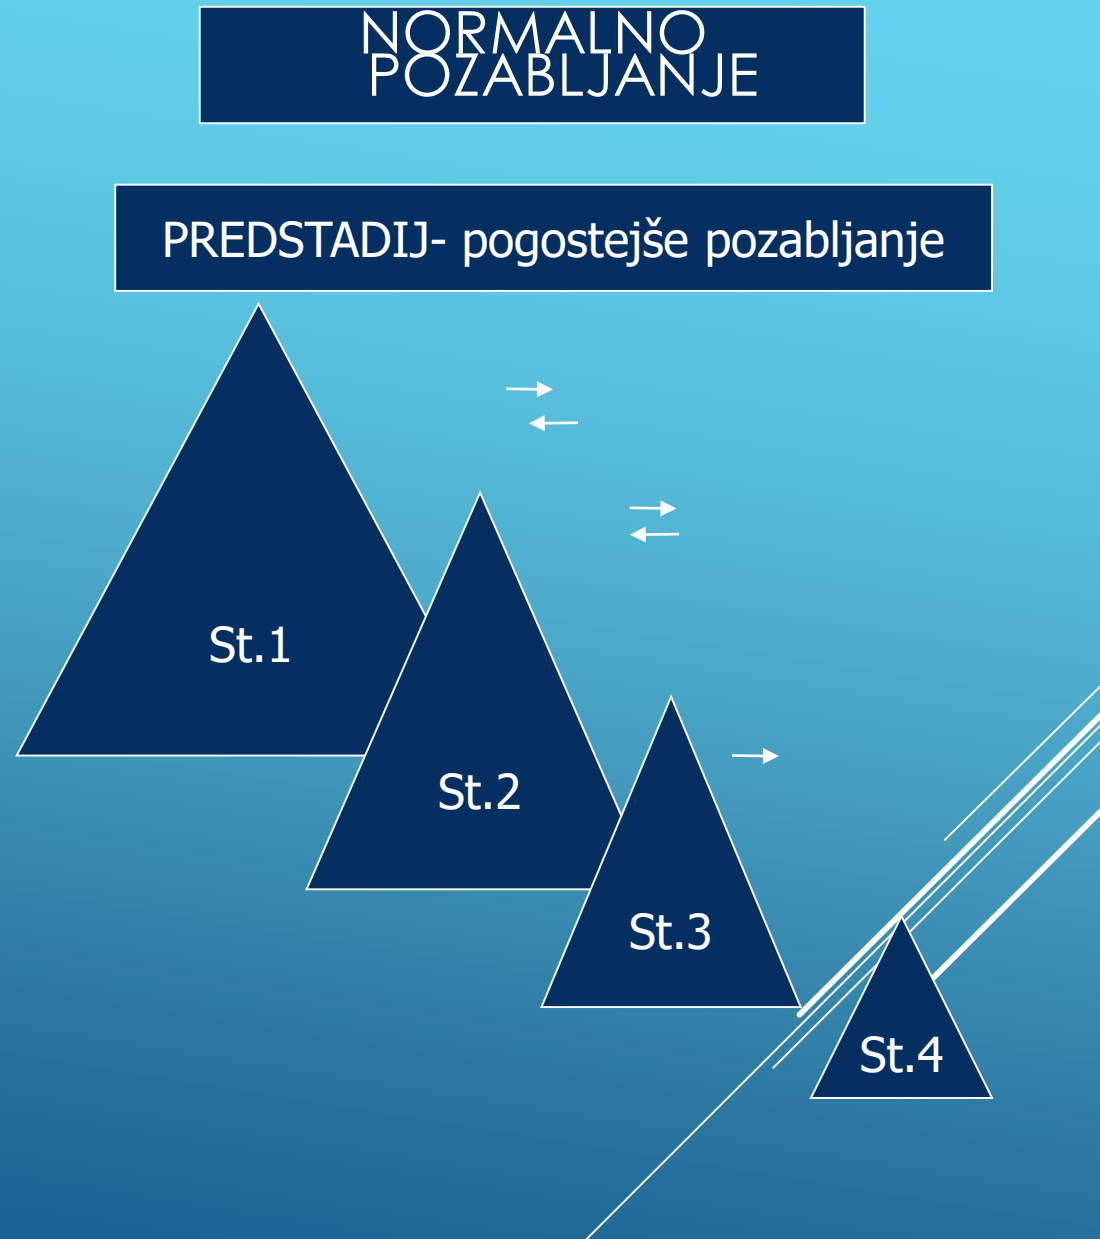 NORMALNO
POZABLJANJE
PREDSTADIJ- pogostejše pozabljanje
St.1
St.2
St.3
St.4